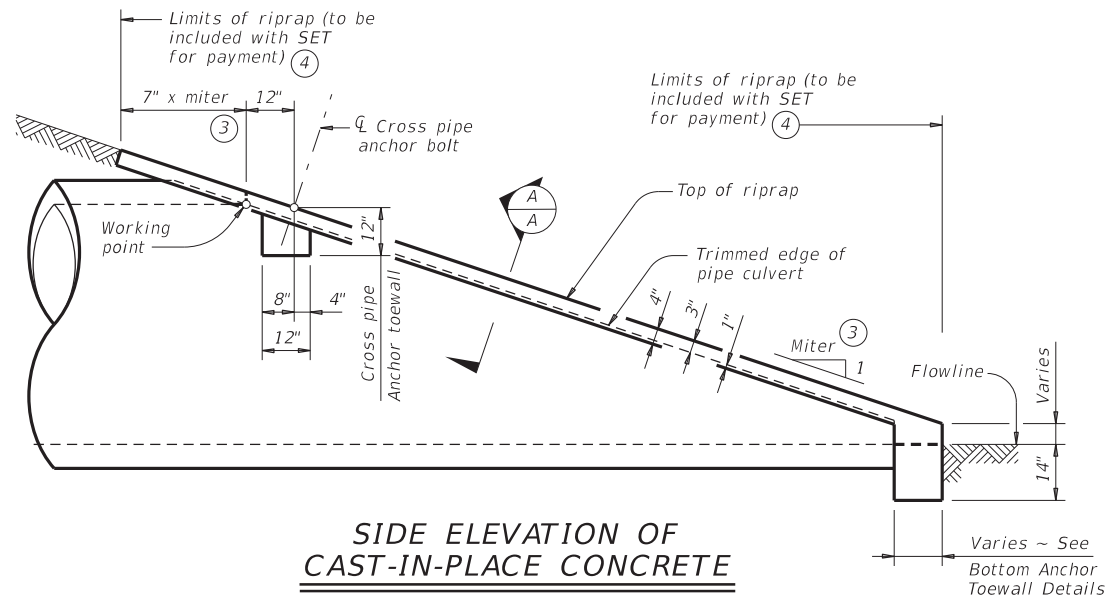 Limits of riprap (to be
included with SET
for payment) 4
7" x miter
12"
3
℄ Cross pipe
anchor bolt
Limits of riprap (to be
included with SET
for payment) 4
A
A
Top of riprap
Working
point
12"
Trimmed edge of
pipe culvert
8"
4"
12"
Cross pipe
Anchor toewall
4"
3"
1"
Miter 3
1
Flowline
Varies
14"
SIDE ELEVATION OF
CAST-IN-PLACE CONCRETE
Varies ~ See
Bottom Anchor
Toewall Details